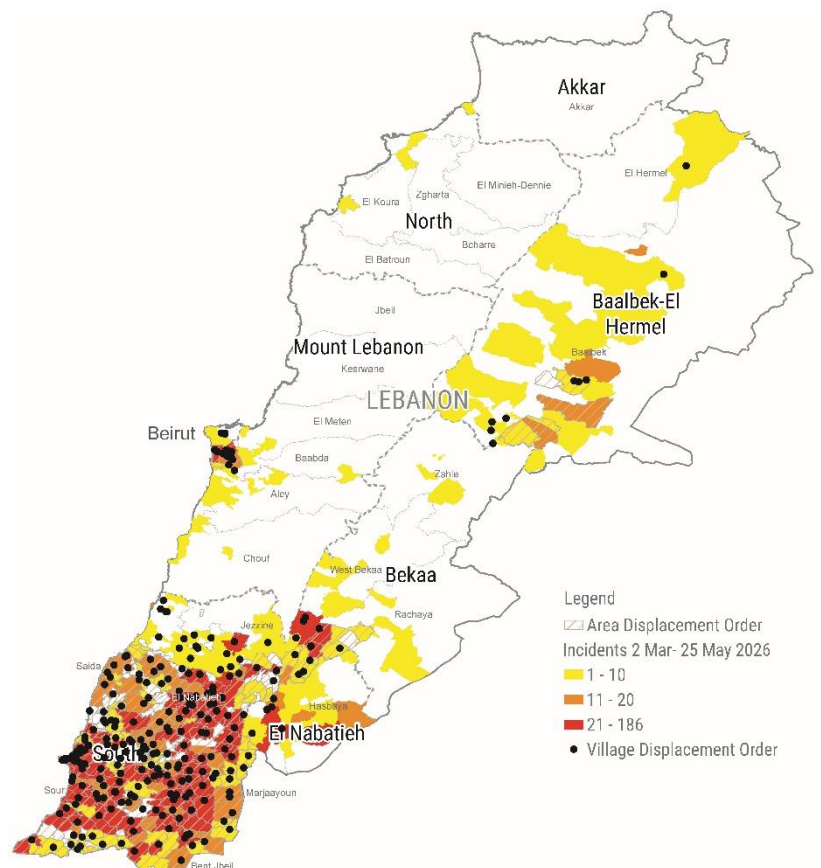 Akkar
Akkar
El Hermel
El Minieh-Dennie
Zgharta
El Koura
North
Bcharre
El Batroun
Baalbek-El
Hermel
Jbeil
Mount Lebanon
Baalbek
Kesrwane
LEBANON
El Meten
Beirut
Baabda
Zahle
Aley
Chouf
West Bekaa
Bekaa
Rachaya
Jezzine
Saida
El Nabatieh
Hasbaya
El Nabatieh
South
Sour
Marjaayoun
Bent Jbeil
Legend
Area Displacement Order
Incidents 2 Mar- 25 May 2026
1 - 10
11 - 20
21 - 186
Village Displacement Order